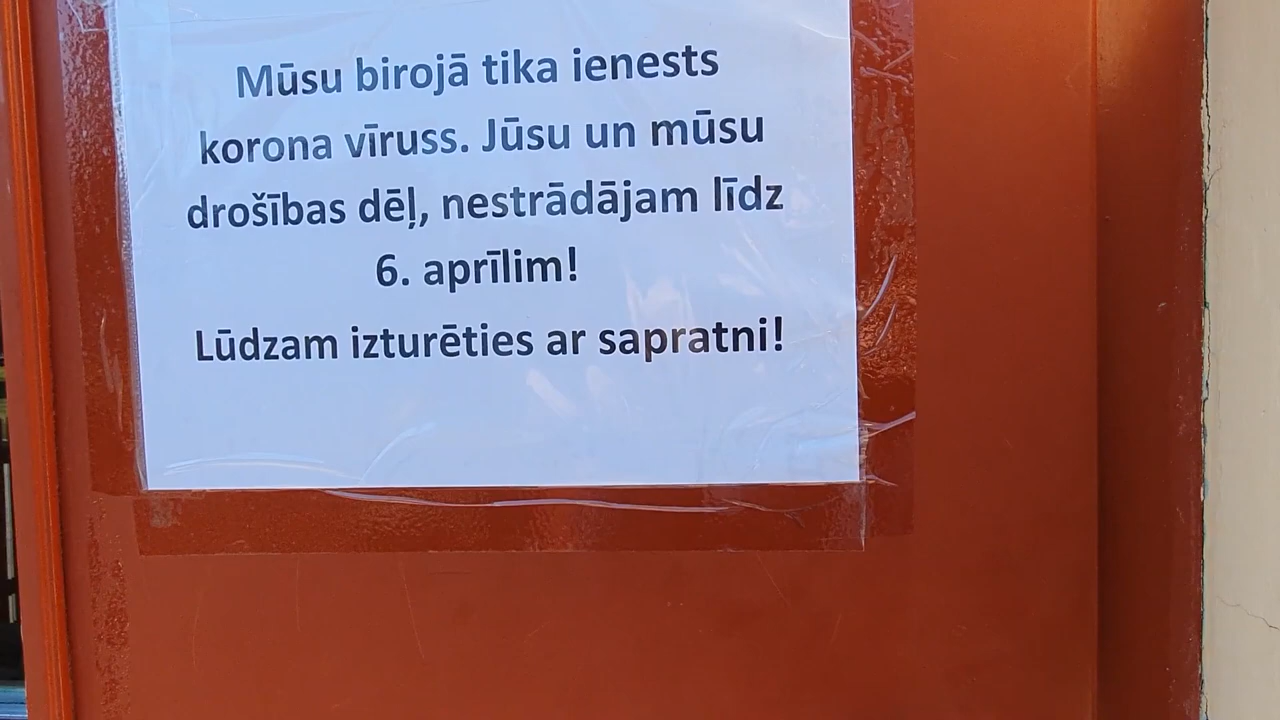 Mūsu birojā tika ienests
korona vīruss. Jūsu un mūsu
drošības dēļ, nestrādājam līdz
6. aprīlim!
Lūdzam izturēties ar sapratni!